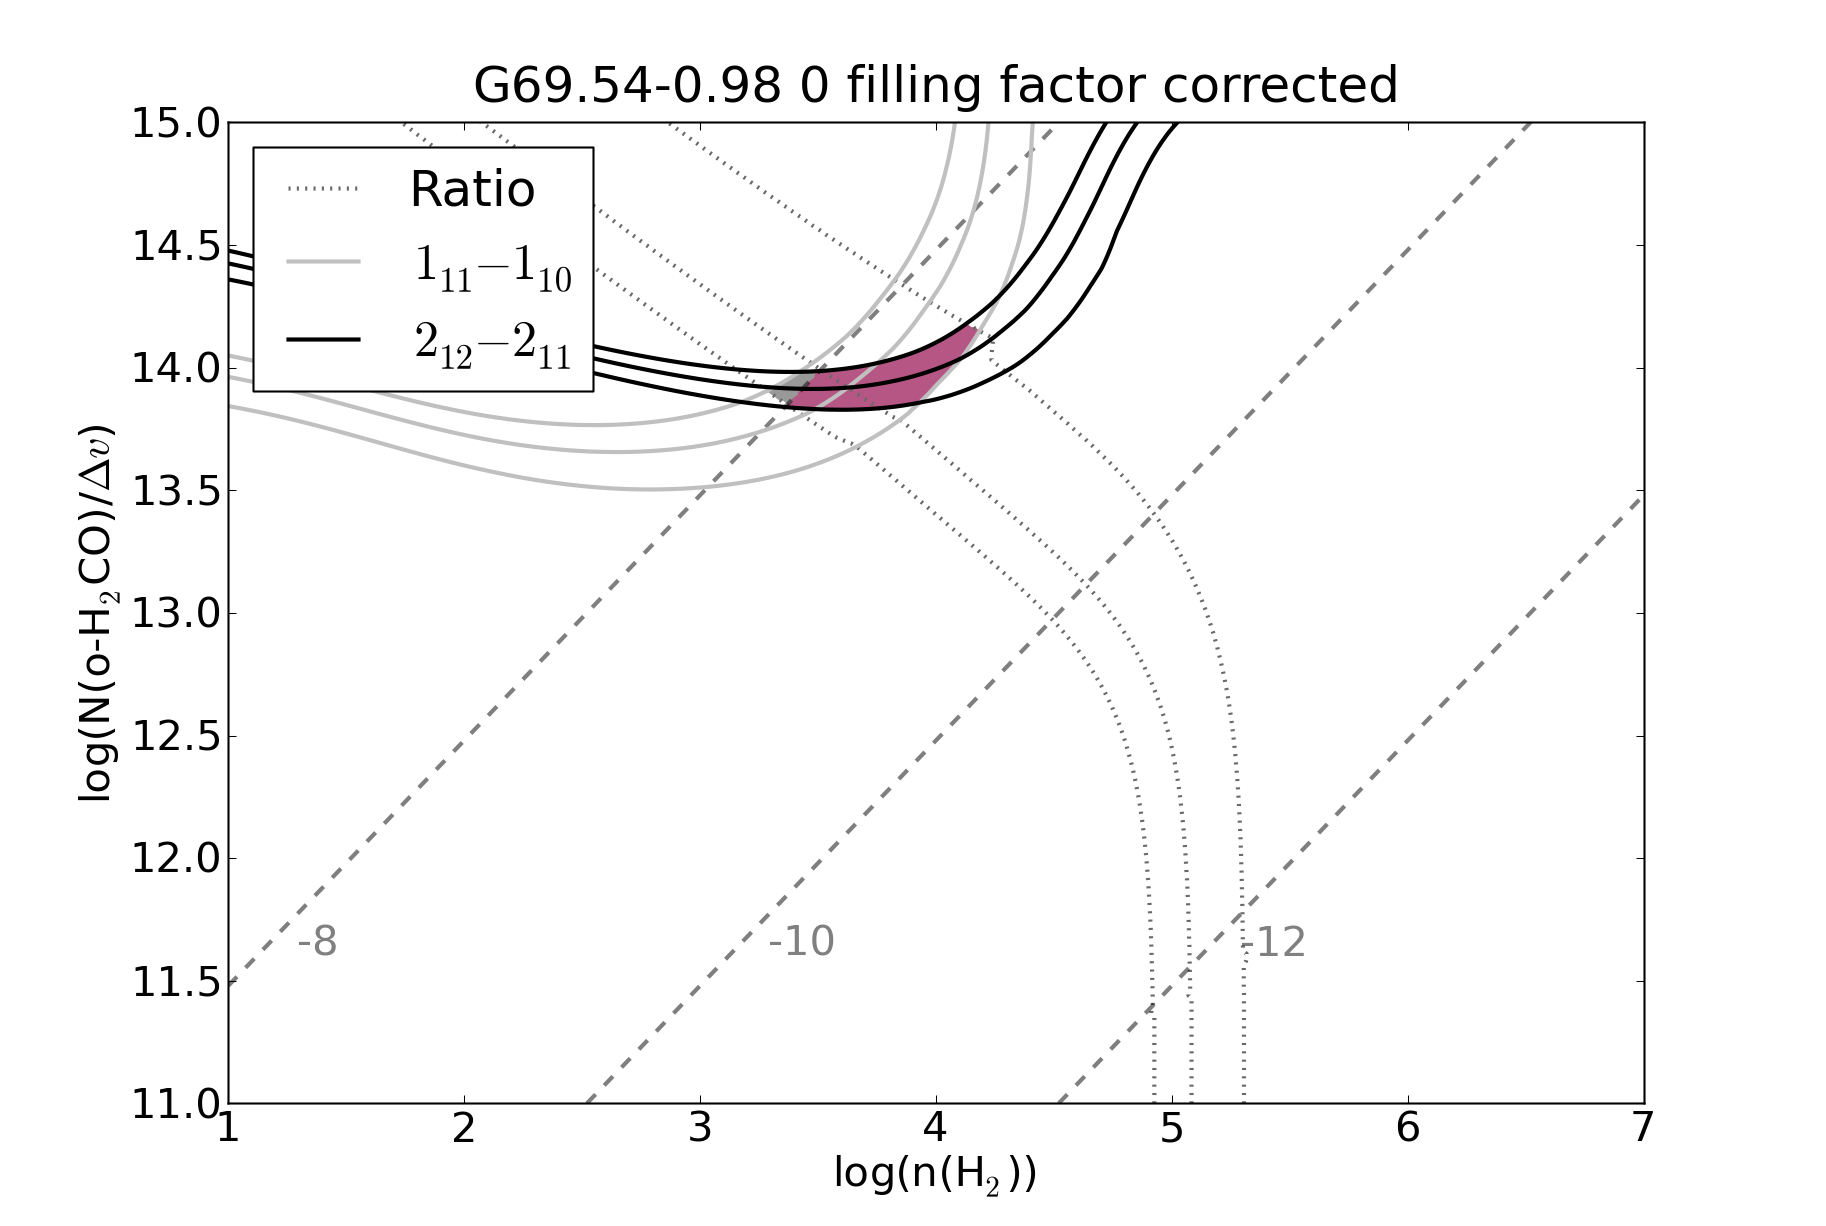 G69.54-0.98 0 filling factor corrected
15.0
14.5
14.0
13.5
13.0
12.5
12.0
11.5
11.0
log(N(o-H₂CO)/Δv)
Ratio
1₁₁−1₁₀
2₁₂−2₁₁
-8
-10
-12
1 2 3 4 5 6 7
log(n(H₂))